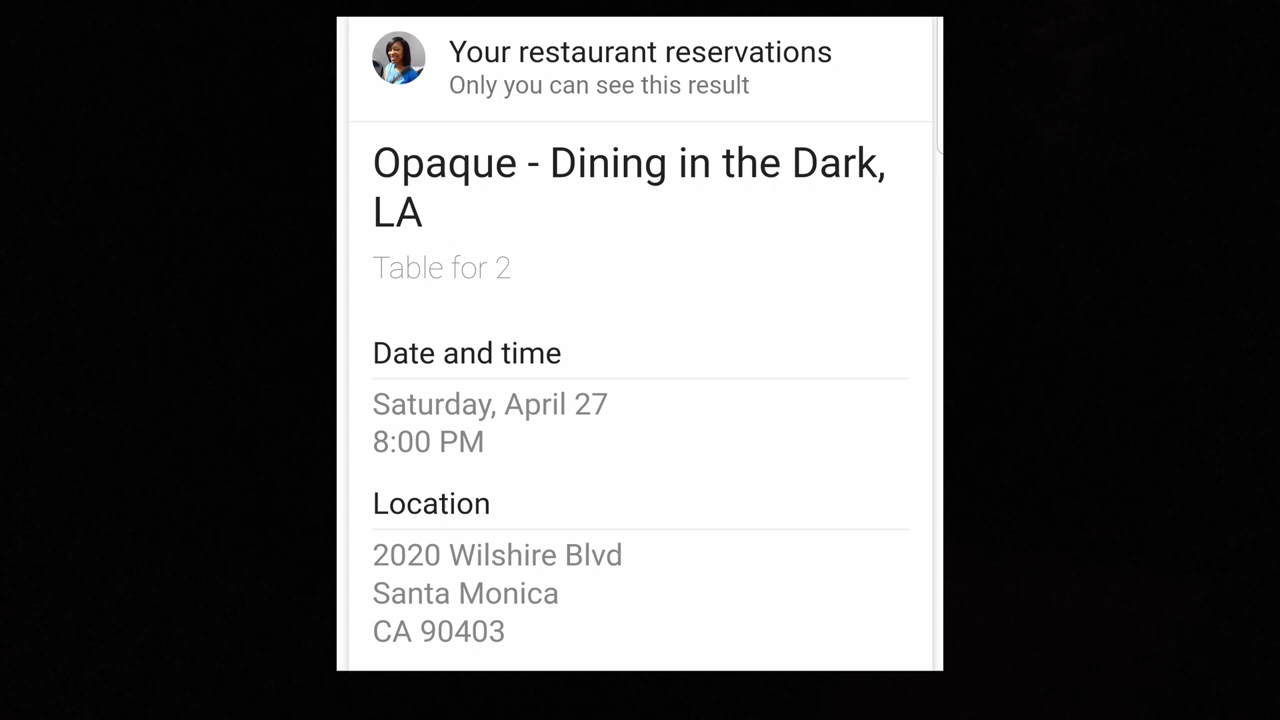 Your restaurant reservations
Only you can see this result
Opaque - Dining in the Dark,
LA
Table for 2
Date and time
Saturday, April 27
8:00 PM
Location
2020 Wilshire Blvd
Santa Monica
CA 90403